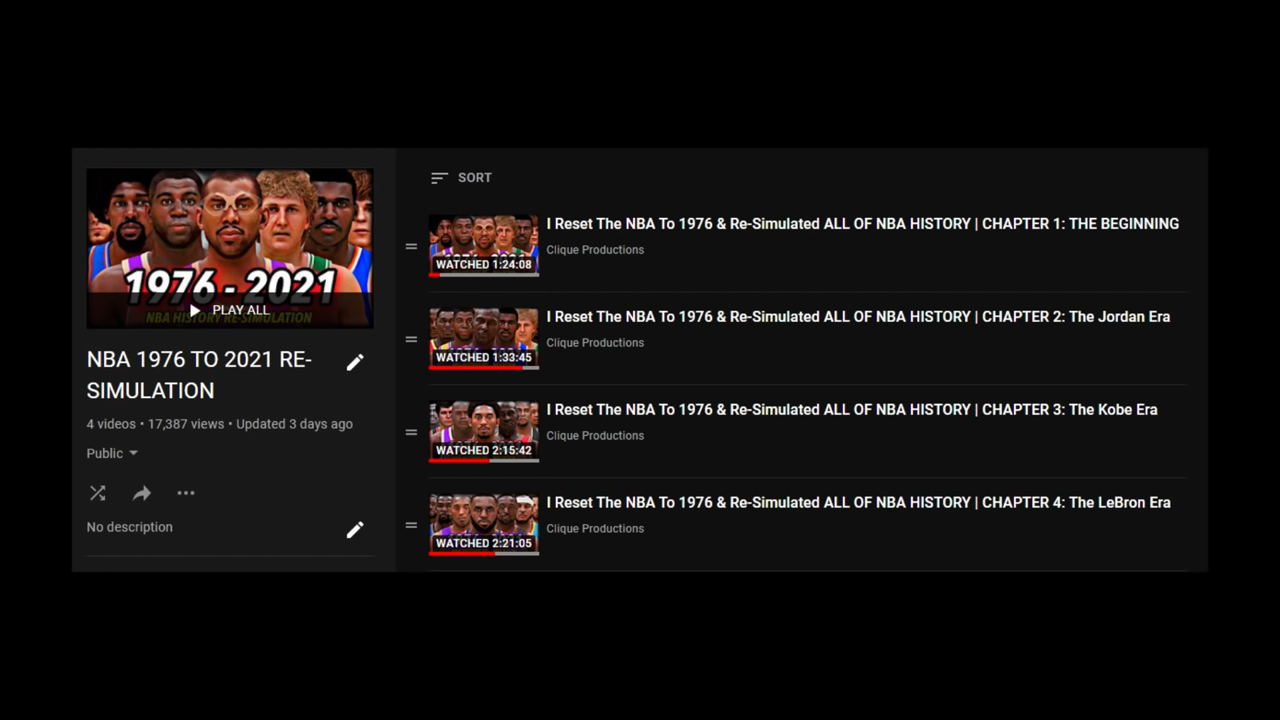 1976 - 2021
NBA HISTORY RE-SIMULATION
PLAY ALL
NBA 1976 TO 2021 RE-
SIMULATION
4 videos • 17,387 views • Updated 3 days ago
Public
No description
SORT
I Reset The NBA To 1976 & Re-Simulated ALL OF NBA HISTORY | CHAPTER 1: THE BEGINNING
Clique Productions
WATCHED 1:24:08
I Reset The NBA To 1976 & Re-Simulated ALL OF NBA HISTORY | CHAPTER 2: The Jordan Era
Clique Productions
WATCHED 1:33:45
I Reset The NBA To 1976 & Re-Simulated ALL OF NBA HISTORY | CHAPTER 3: The Kobe Era
Clique Productions
WATCHED 2:15:42
I Reset The NBA To 1976 & Re-Simulated ALL OF NBA HISTORY | CHAPTER 4: The LeBron Era
Clique Productions
WATCHED 2:21:05